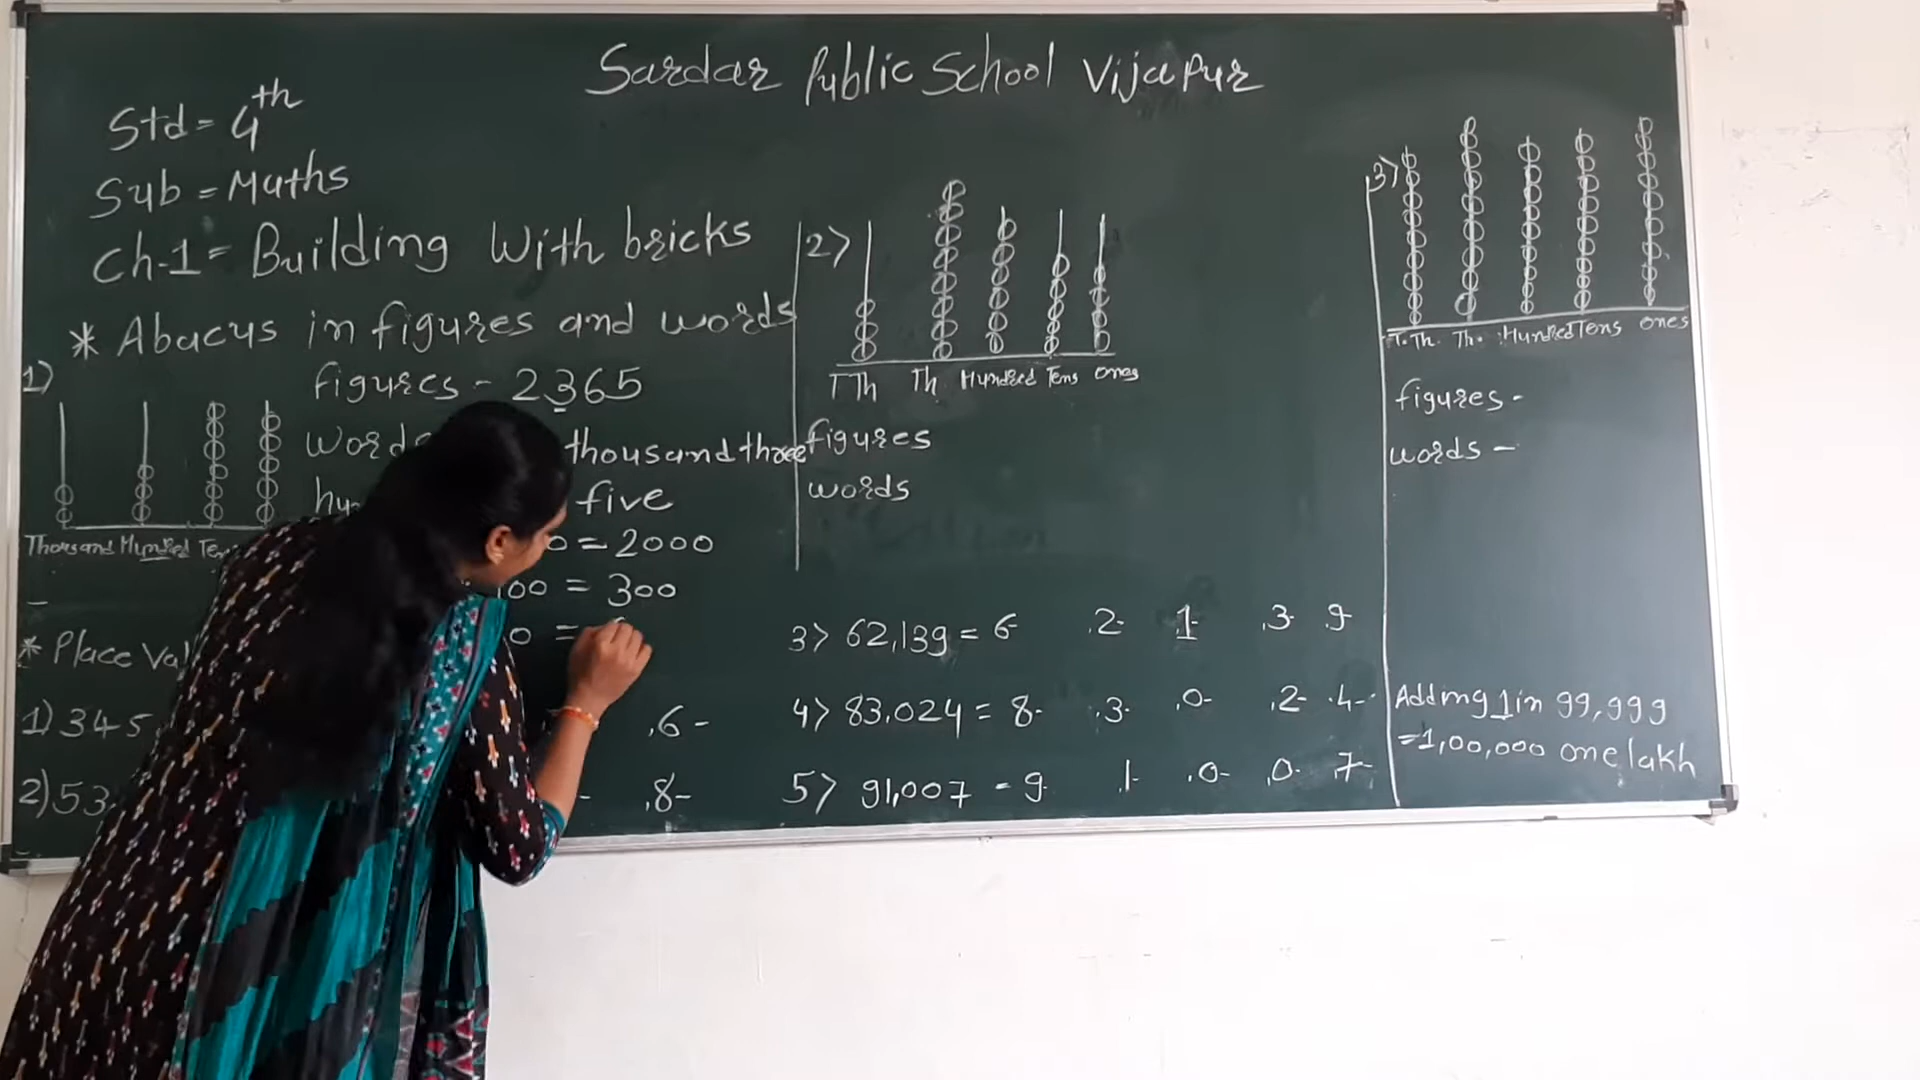 Sardar Public School Vijapur
Std = 4th
Sub = Maths
Ch-1 = Building With bricks
* Abacus in figures and words
1)
figures - 2365
thousand three
five
0 = 2000
100 = 300
0 =
Thousand Hundred
* Place Val
1) 345
.6 -
2) 53
.8-
2>
T Th Th Hundred Tens ones
figures
words
3> 62,139 = 6- .2- 1- .3- .9-
4> 83,024 = 8- .3- .0- .2- .4-
5> 91,007 - 9- .1- .0- .0- .7-
3>
T.Th. Th. Hundred Tens ones
figures -
words -
Adding 1 in 99,999
=1,00,000 one lakh